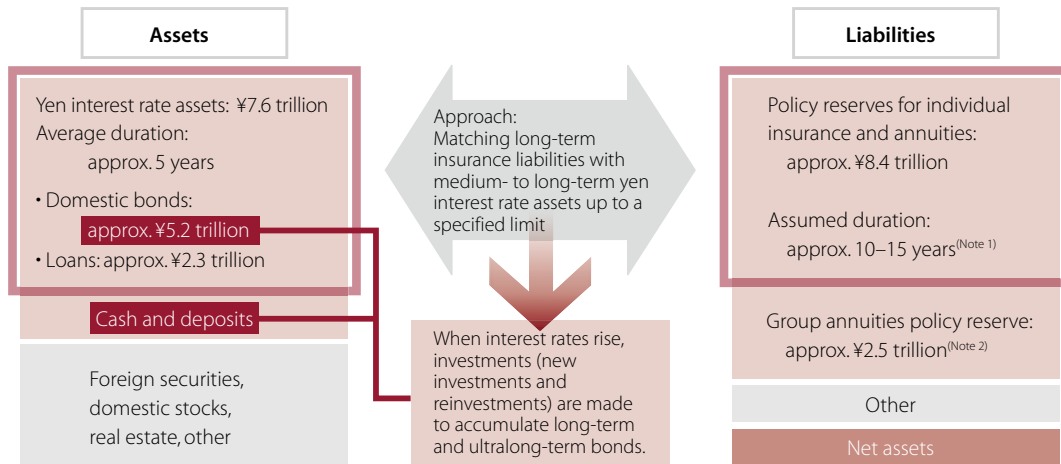 Assets
Yen interest rate assets: ¥7.6 trillion
Average duration:
approx. 5 years
• Domestic bonds:
approx. ¥5.2 trillion
• Loans: approx. ¥2.3 trillion
Cash and deposits
Foreign securities,
domestic stocks,
real estate, other
Approach:
Matching long-term
insurance liabilities with
medium- to long-term yen
interest rate assets up to a
specified limit
When interest rates rise,
investments (new
investments and
reinvestments) are made
to accumulate long-term
and ultralong-term bonds.
Liabilities
Policy reserves for individual
insurance and annuities:
approx. ¥8.4 trillion
Assumed duration:
approx. 10–15 years(Note 1)
Group annuities policy reserve:
approx. ¥2.5 trillion(Note 2)
Other
Net assets